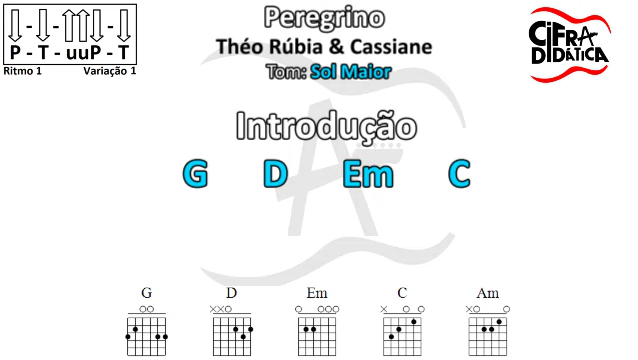 P - T - uuP - T
Ritmo 1 Variação 1
Peregrino
Théo Rúbia & Cassiane
Tom: Sol Maior
CiFRA
DiDÁTiCA
Introdução
G D Em C
G D Em C Am